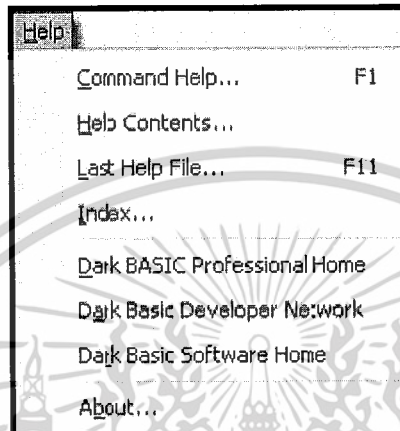 Help
Command Help... F1
Help Contents...
Last Help File... F11
Index...
Dark BASIC Professional Home
Dark Basic Developer Network
Dark Basic Software Home
About...